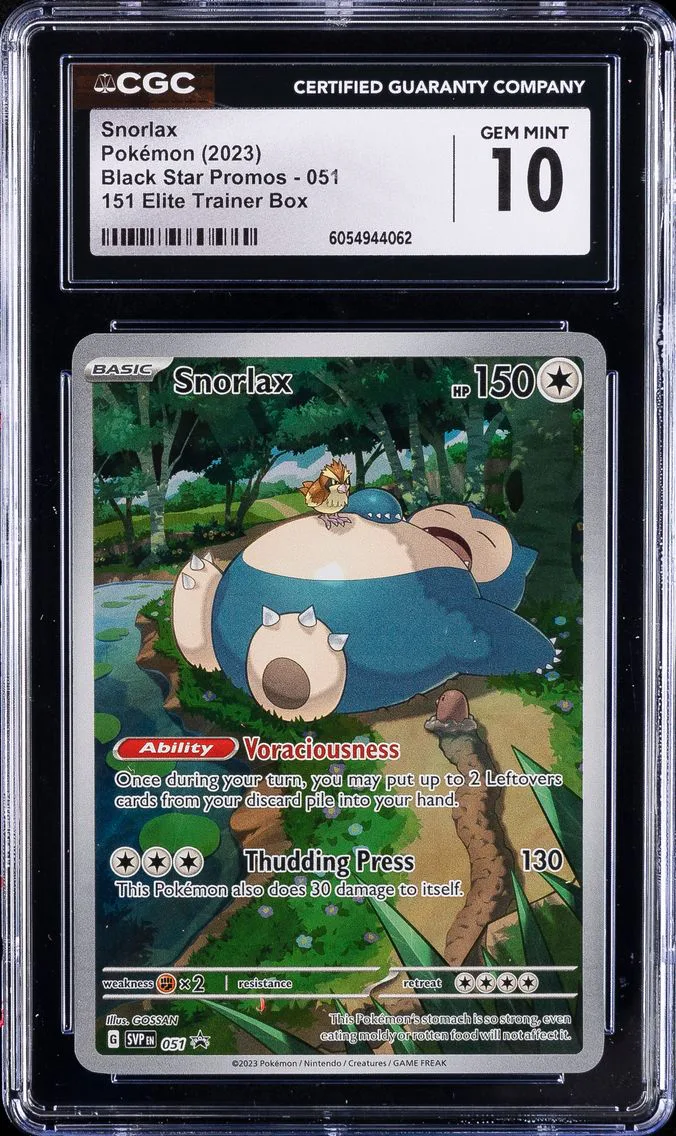 CGC
CERTIFIED GUARANTY COMPANY
Snorlax
Pokémon (2023)
Black Star Promos - 051
151 Elite Trainer Box
GEM MINT
10
6054944062
BASIC
Snorlax
HP 150
Ability Voraciousness
Once during your turn, you may put up to 2 Leftovers
cards from your discard pile into your hand.
Thudding Press 130
This Pokémon also does 30 damage to itself.
weakness ×2 resistance retreat
Illus. GOSSAN
This Pokémon's stomach is so strong, even
eating moldy or rotten food will not affect it.
G SVP EN 051
©2023 Pokémon / Nintendo / Creatures / GAME FREAK